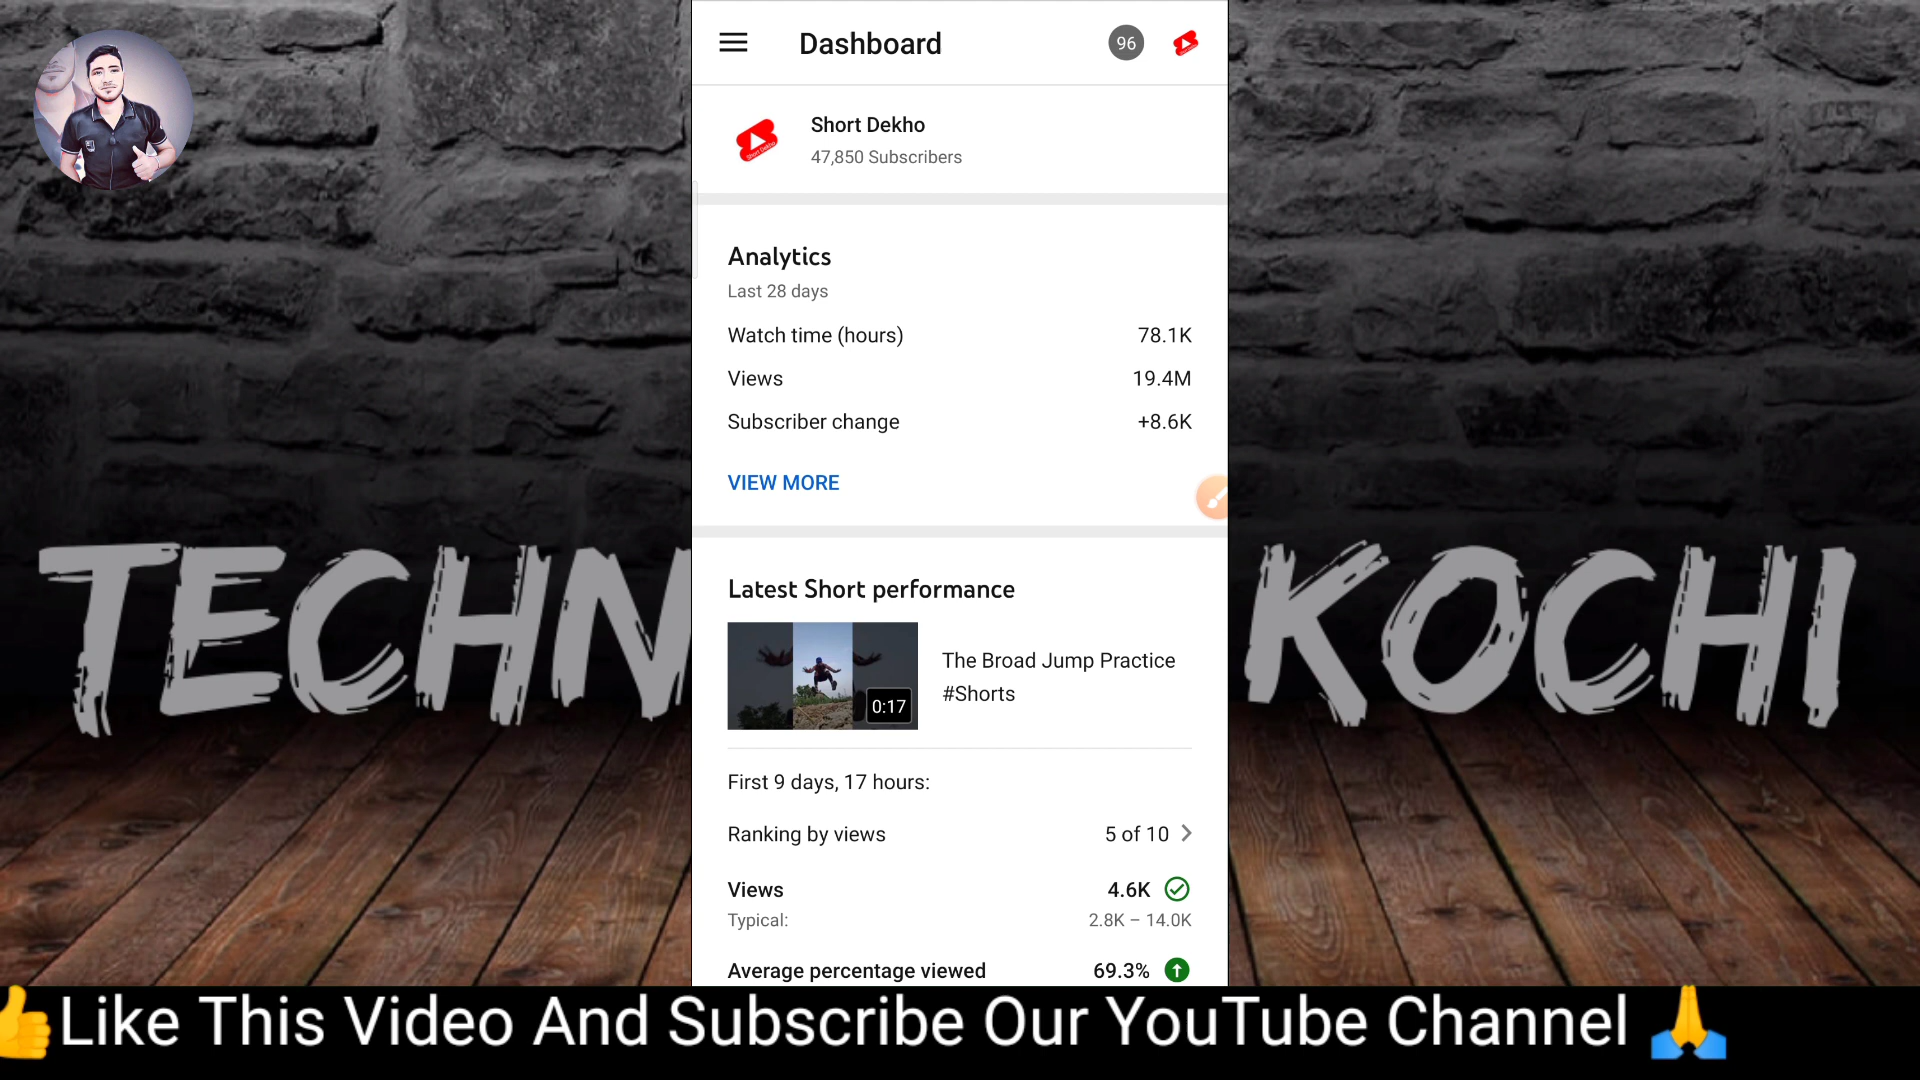 Dashboard
96
Short Dekho
47,850 Subscribers
Short Dekho
Analytics
Last 28 days
Watch time (hours) 78.1K
Views 19.4M
Subscriber change +8.6K
VIEW MORE
TECHN KOCHI
Latest Short performance
The Broad Jump Practice
#Shorts
0:17
First 9 days, 17 hours:
Ranking by views 5 of 10
Views 4.6K
Typical: 2.8K – 14.0K
Average percentage viewed 69.3%
👍Like This Video And Subscribe Our YouTube Channel 🙏